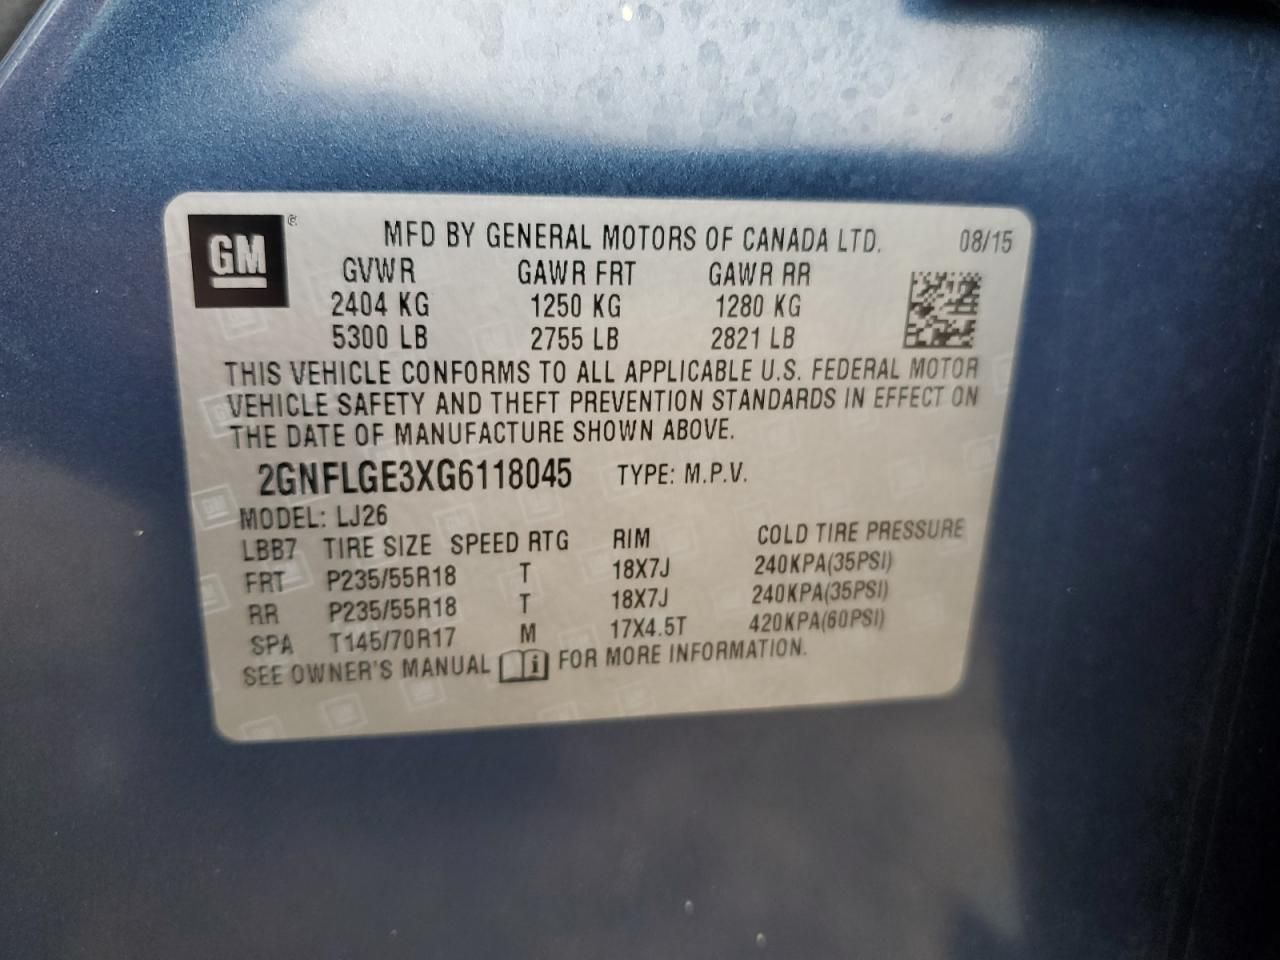 GM ®
MFD BY GENERAL MOTORS OF CANADA LTD. 08/15
GVWR GAWR FRT GAWR RR
2404 KG 1250 KG 1280 KG
5300 LB 2755 LB 2821 LB
THIS VEHICLE CONFORMS TO ALL APPLICABLE U.S. FEDERAL MOTOR
VEHICLE SAFETY AND THEFT PREVENTION STANDARDS IN EFFECT ON
THE DATE OF MANUFACTURE SHOWN ABOVE.
2GNFLGE3XG6118045 TYPE: M.P.V.
MODEL: LJ26
LBB7 TIRE SIZE SPEED RTG RIM COLD TIRE PRESSURE
FRT P235/55R18 T 18X7J 240KPA(35PSI)
RR P235/55R18 T 18X7J 240KPA(35PSI)
SPA T145/70R17 M 17X4.5T 420KPA(60PSI)
SEE OWNER'S MANUAL i FOR MORE INFORMATION.